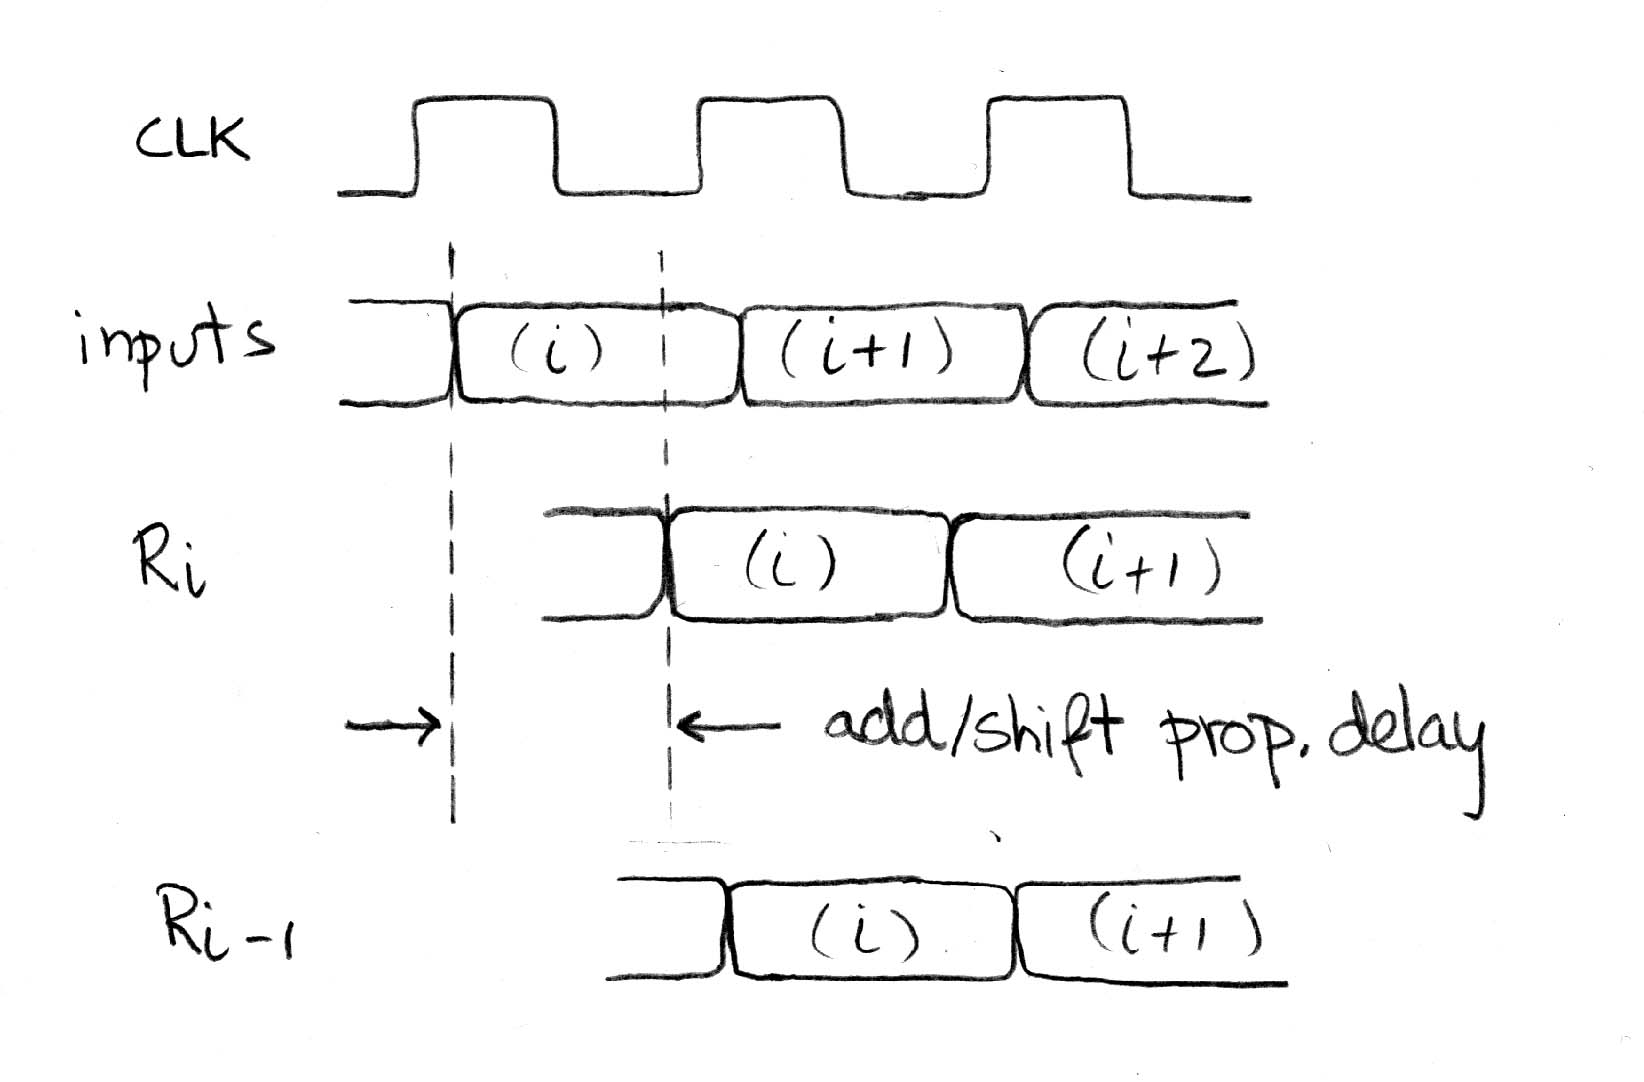 CLK
inputs (i) (i+1) (i+2)
Ri (i) (i+1)
add/shift prop. delay
Ri-1 (i) (i+1)